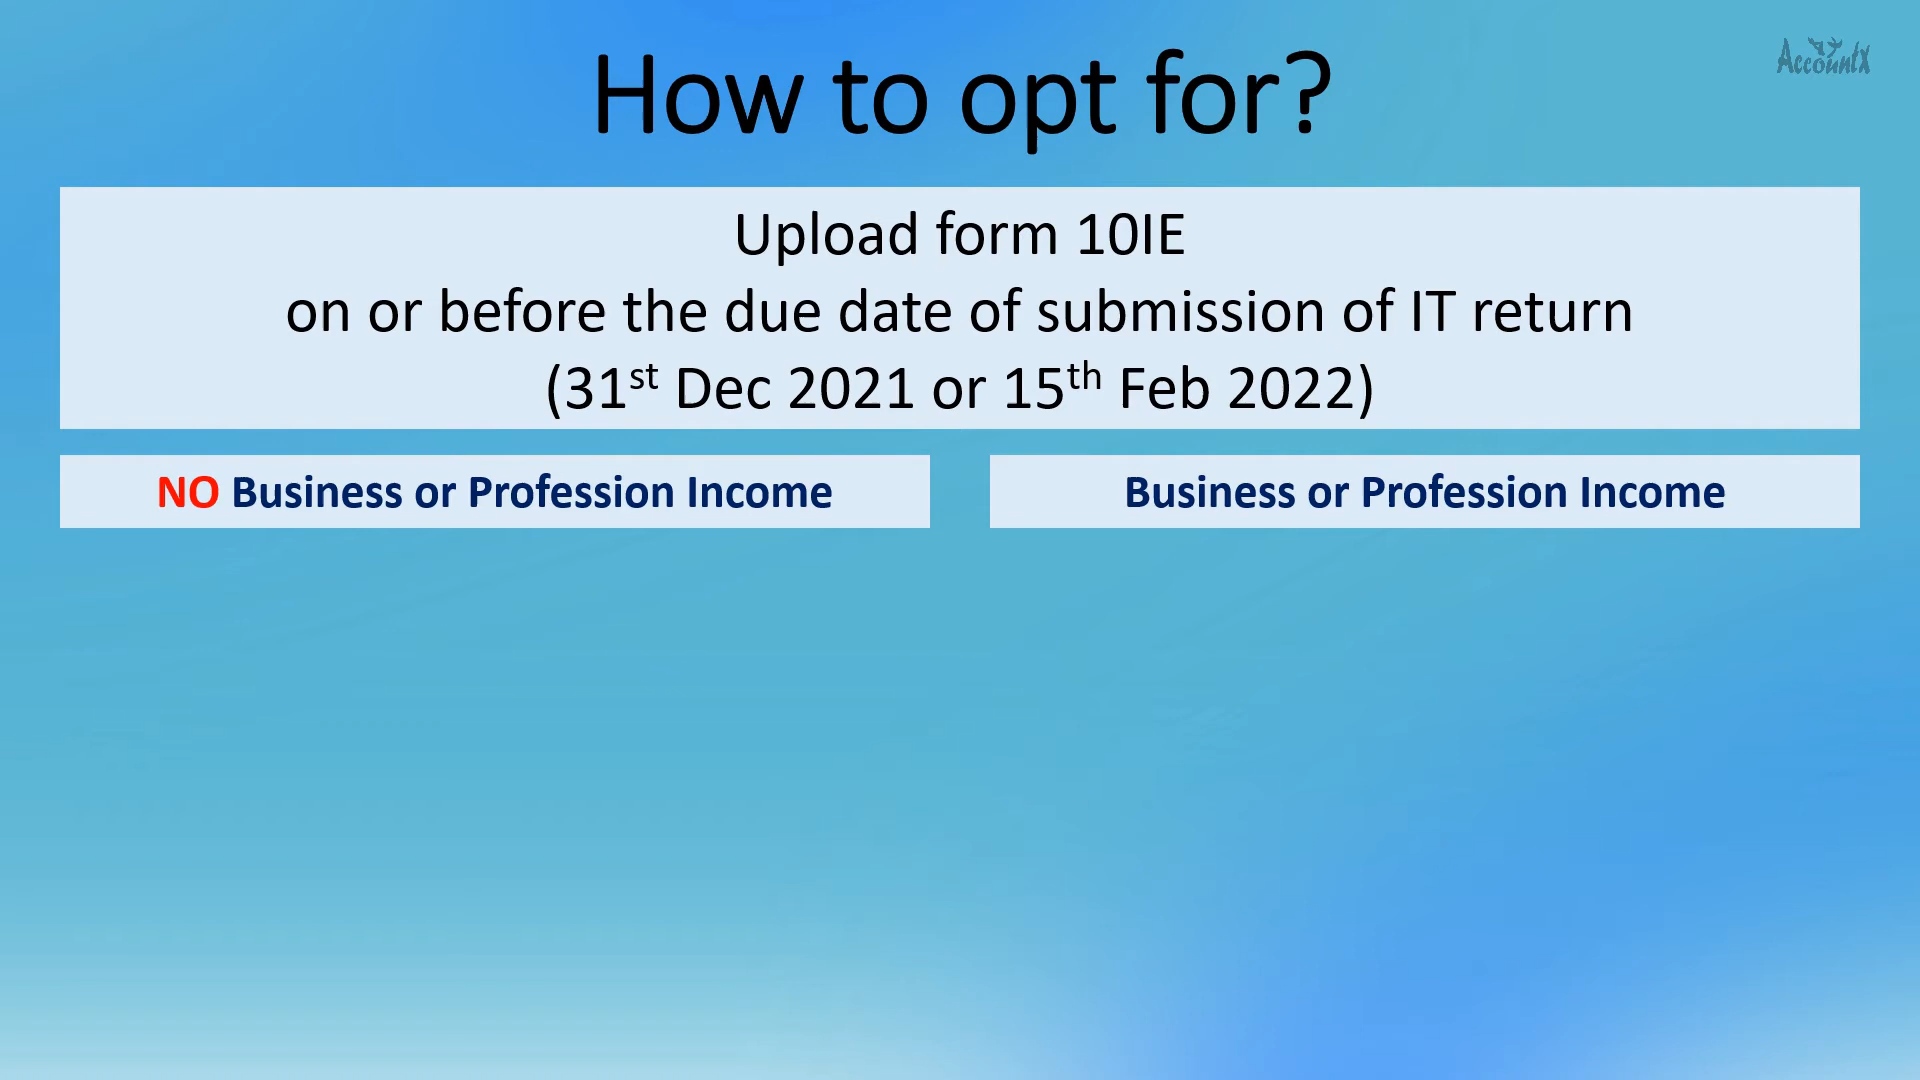 How to opt for?
AccountX
Upload form 10IE
on or before the due date of submission of IT return
(31st Dec 2021 or 15th Feb 2022)
NO Business or Profession Income
Business or Profession Income